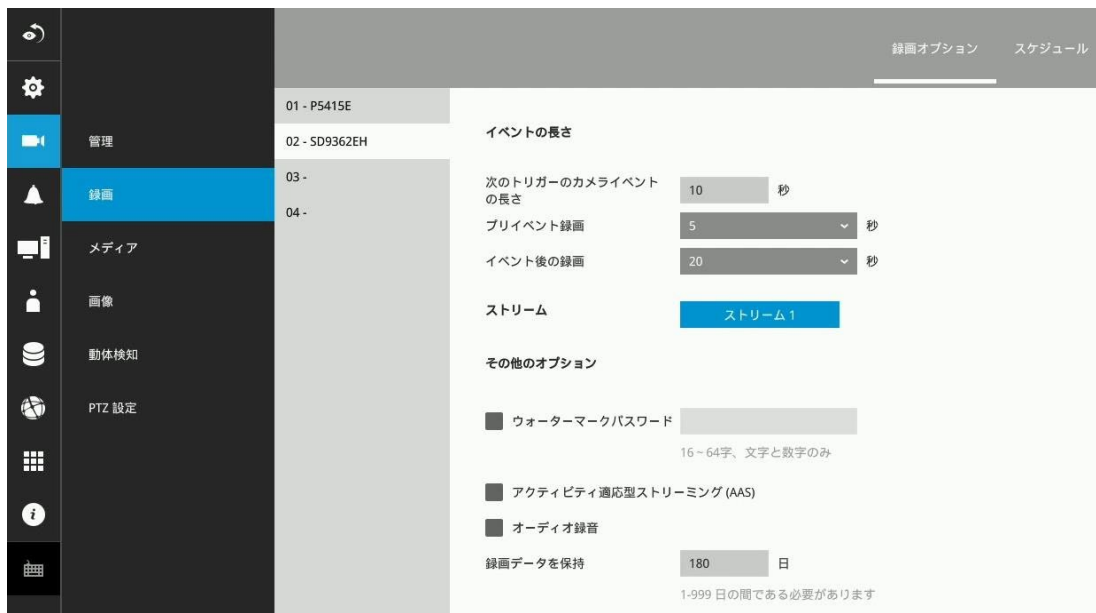 録画オプション スケジュール
管理
録画
メディア
画像
動体検知
PTZ 設定
01 - P5415E
02 - SD9362EH
03 -
04 -
イベントの長さ
次のトリガーのカメライベント
の長さ
10 秒
プリイベント録画 5 秒
イベント後の録画 20 秒
ストリーム ストリーム 1
その他のオプション
ウォーターマークパスワード
16 ~ 64字、文字と数字のみ
アクティビティ適応型ストリーミング (AAS)
オーディオ録音
録画データを保持 180 日
1-999 日の間である必要があります